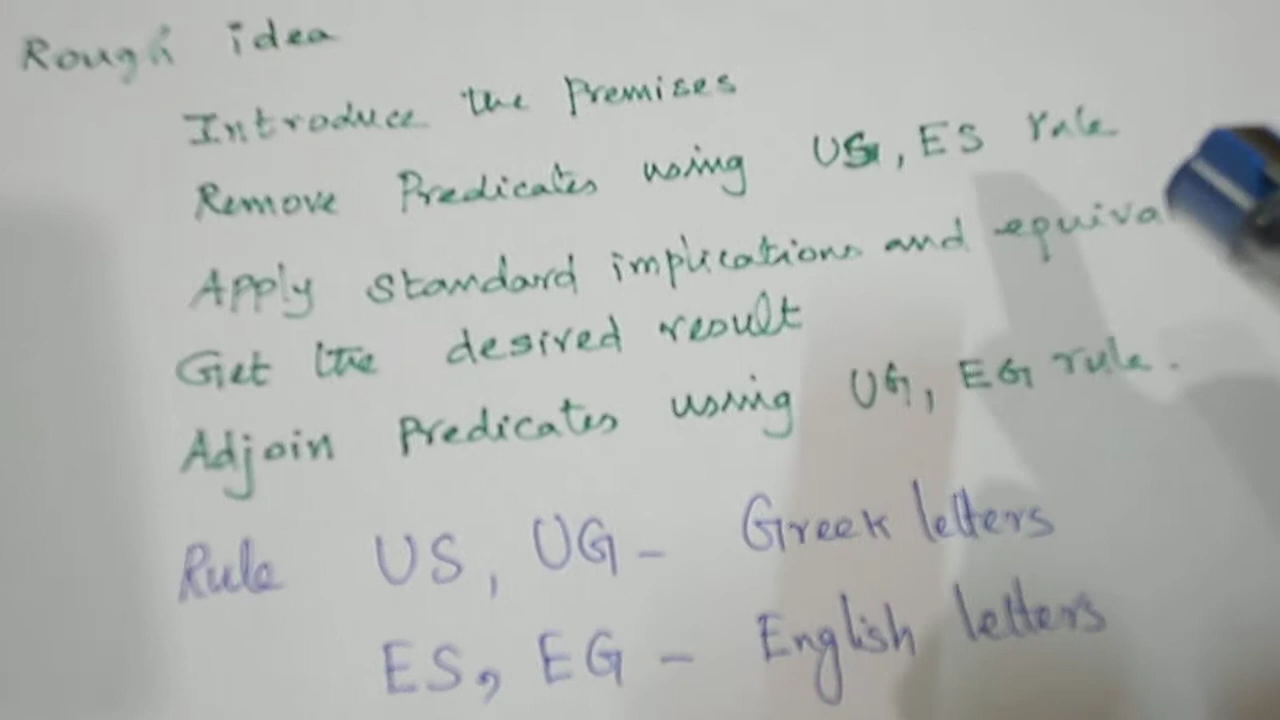 Rough idea
Introduce the Premises
Remove Predicates using US, ES rule
Apply standard implications and equiva
Get the desired result
Adjoin Predicates using UG, EG rule.
Rule US, UG - Greek letters
ES, EG - English letters